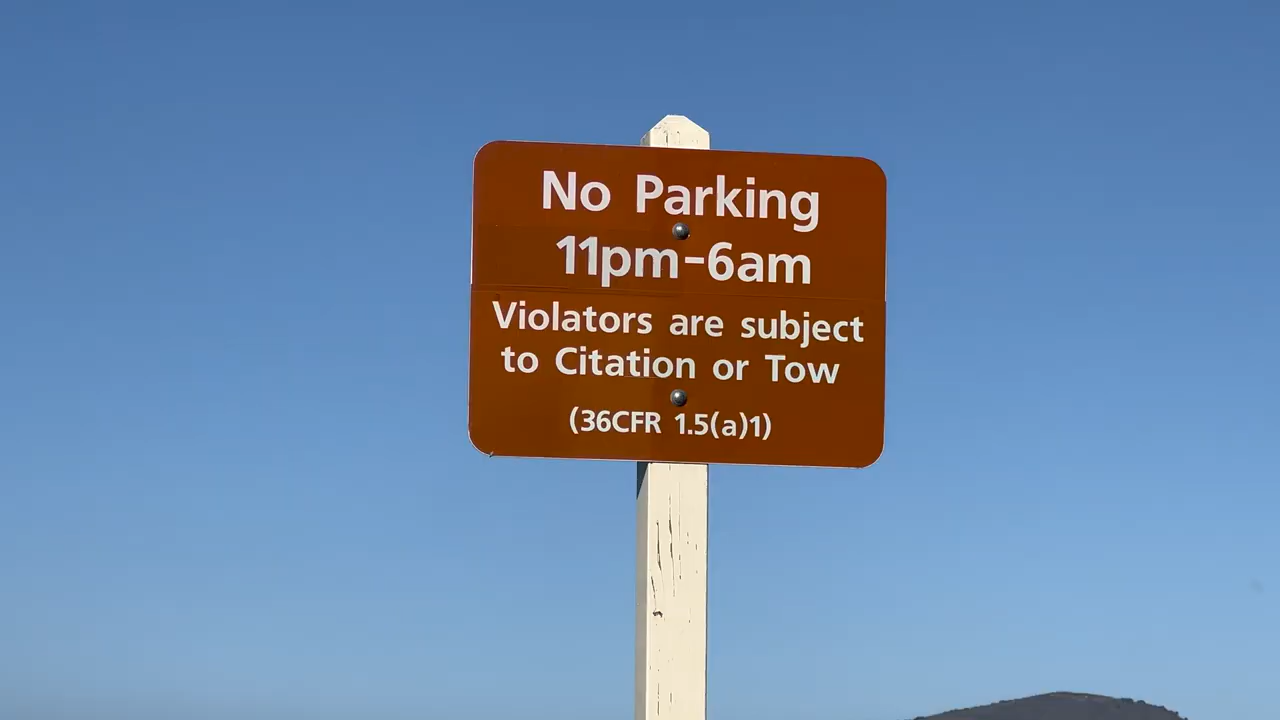 No Parking
11pm-6am
Violators are subject
to Citation or Tow
(36CFR 1.5(a)1)